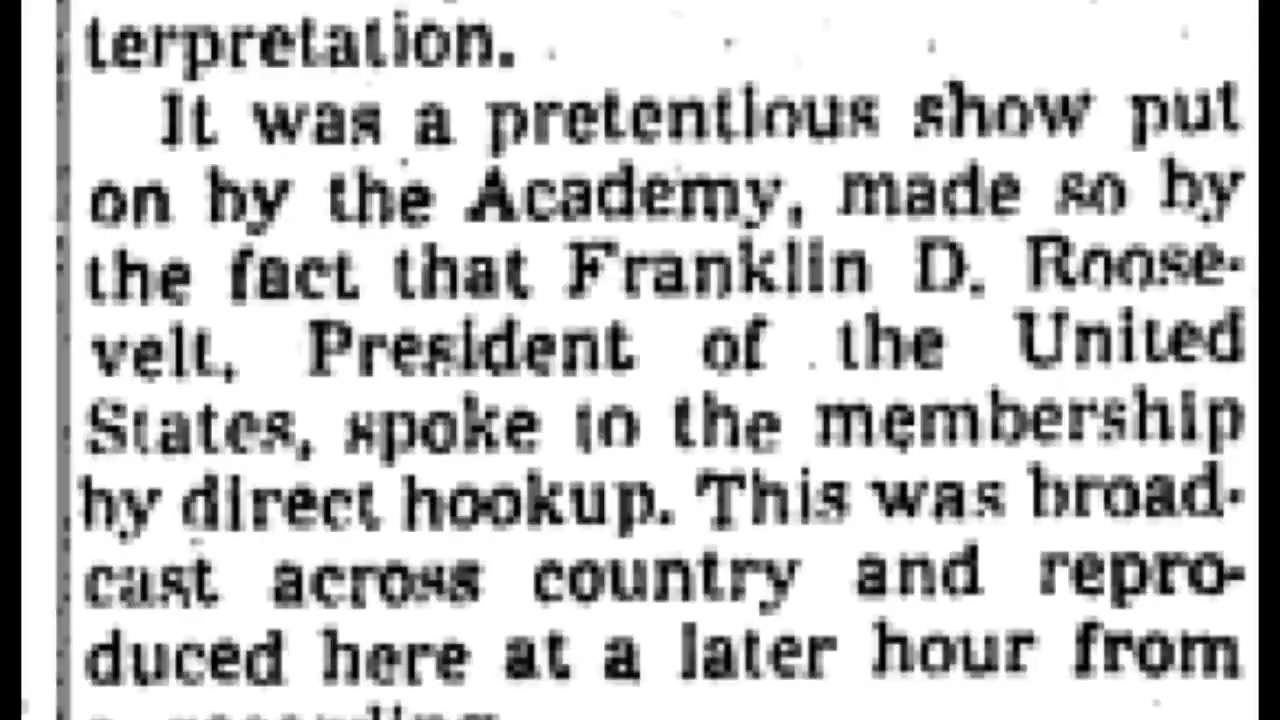 terpretation.
It was a pretentious show put
on by the Academy, made so by
the fact that Franklin D. Roose-
velt, President of the United
States, spoke to the membership
by direct hookup. This was broad-
cast across country and repro-
duced here at a later hour from